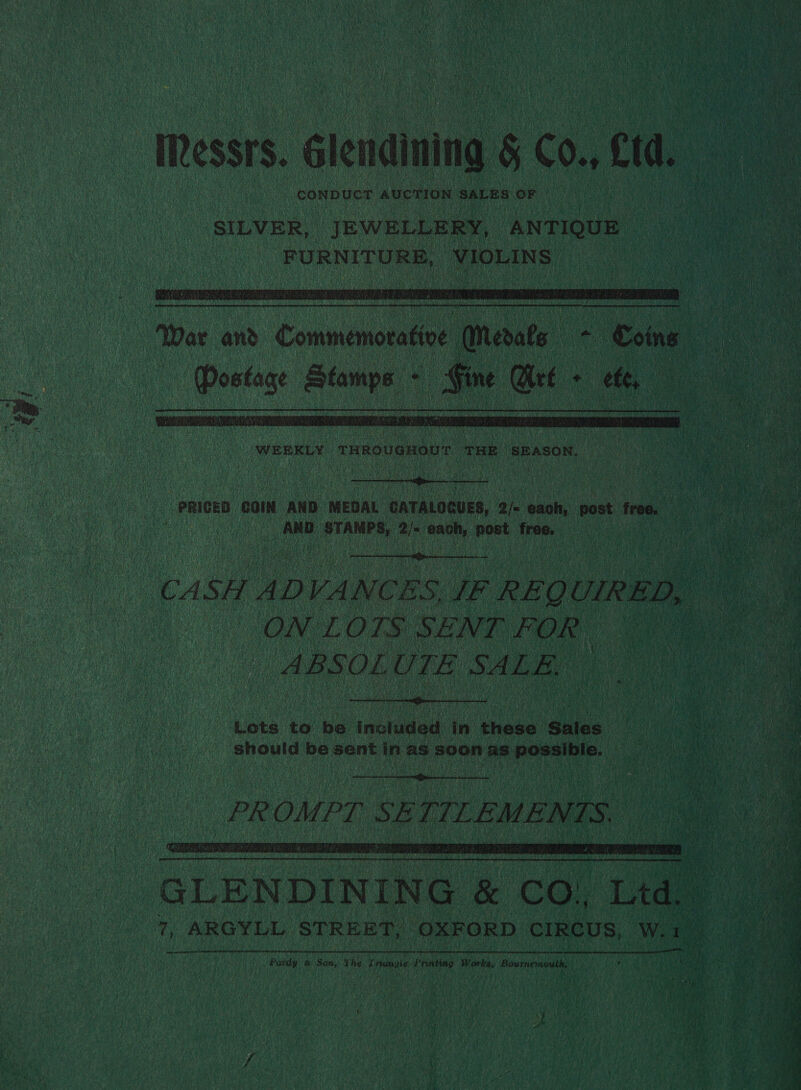 Messrs. Glendining & Co., Ltd.
CONDUCT AUCTION SALES OF
SILVER, JEWELLERY, ANTIQUE
FURNITURE, VIOLINS
War and Commemorative Medals - Coins
Postage Stamps - Fine Art - etc.
WEEKLY THROUGHOUT THE SEASON.
PRICED COIN AND MEDAL CATALOGUES, 2/- each, post free.
AND STAMPS, 2/- each, post free.
CASH ADVANCES, IF REQUIRED,
ON LOTS SENT FOR
ABSOLUTE SALE.
Lots to be included in these Sales
should be sent in as soon as possible.
PROMPT SETTLEMENTS.
GLENDINING & CO., Ltd.
7, ARGYLL STREET, OXFORD CIRCUS, W.1
Pardy & Son, The Triangle Printing Works, Bournemouth.